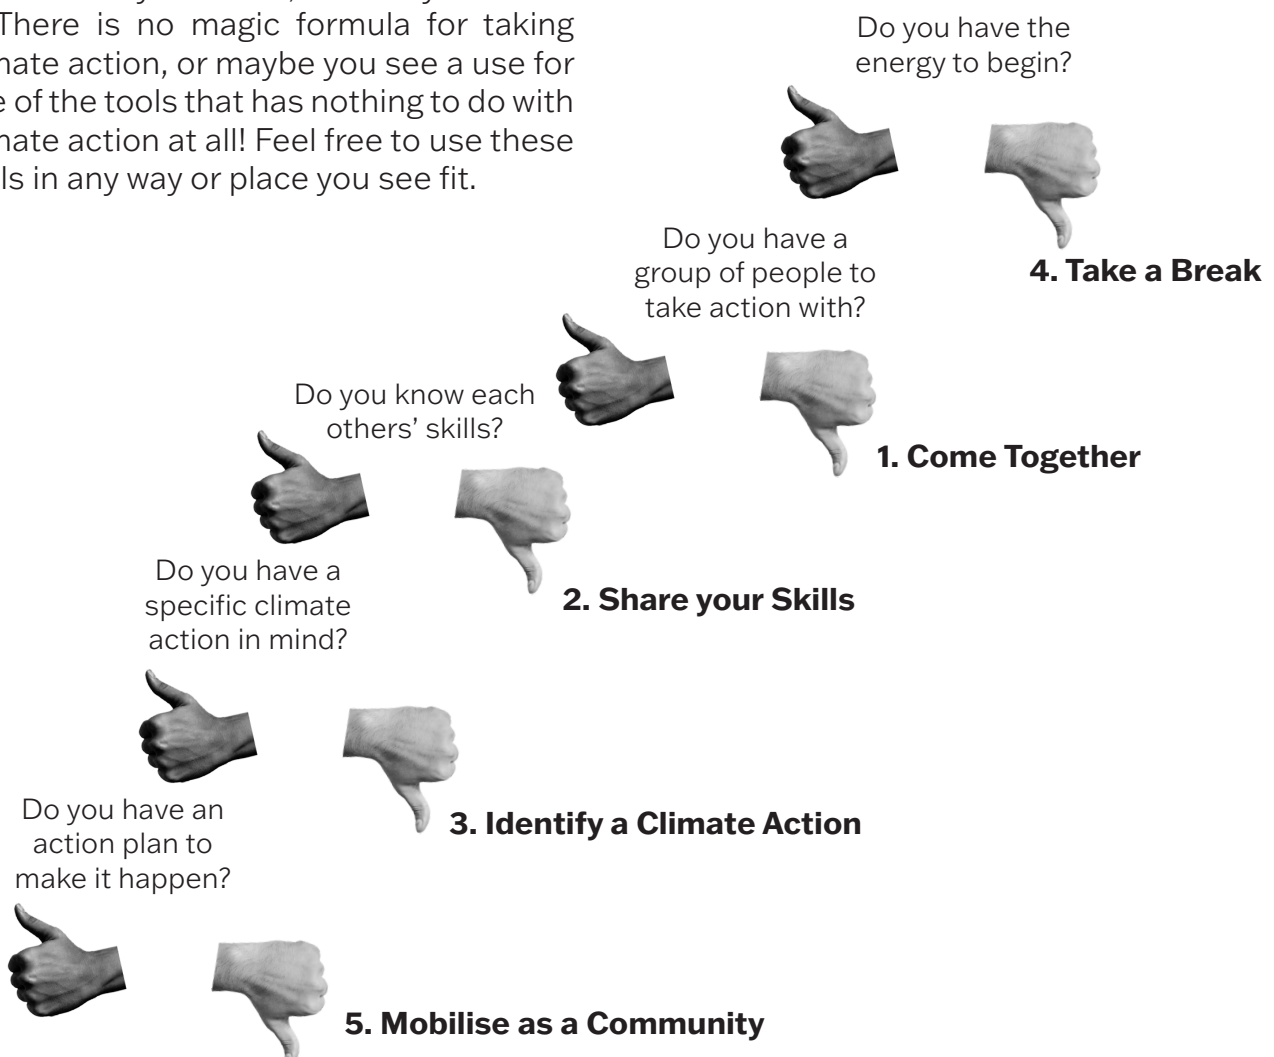 There is no magic formula for taking
action, or maybe you see a use for
of the tools that has nothing to do with
action at all! Feel free to use these
in any way or place you see fit.
Do you have the
energy to begin?
4. Take a Break
Do you have a
group of people to
take action with?
1. Come Together
Do you know each
others’ skills?
2. Share your Skills
Do you have a
specific climate
action in mind?
3. Identify a Climate Action
Do you have an
action plan to
make it happen?
5. Mobilise as a Community